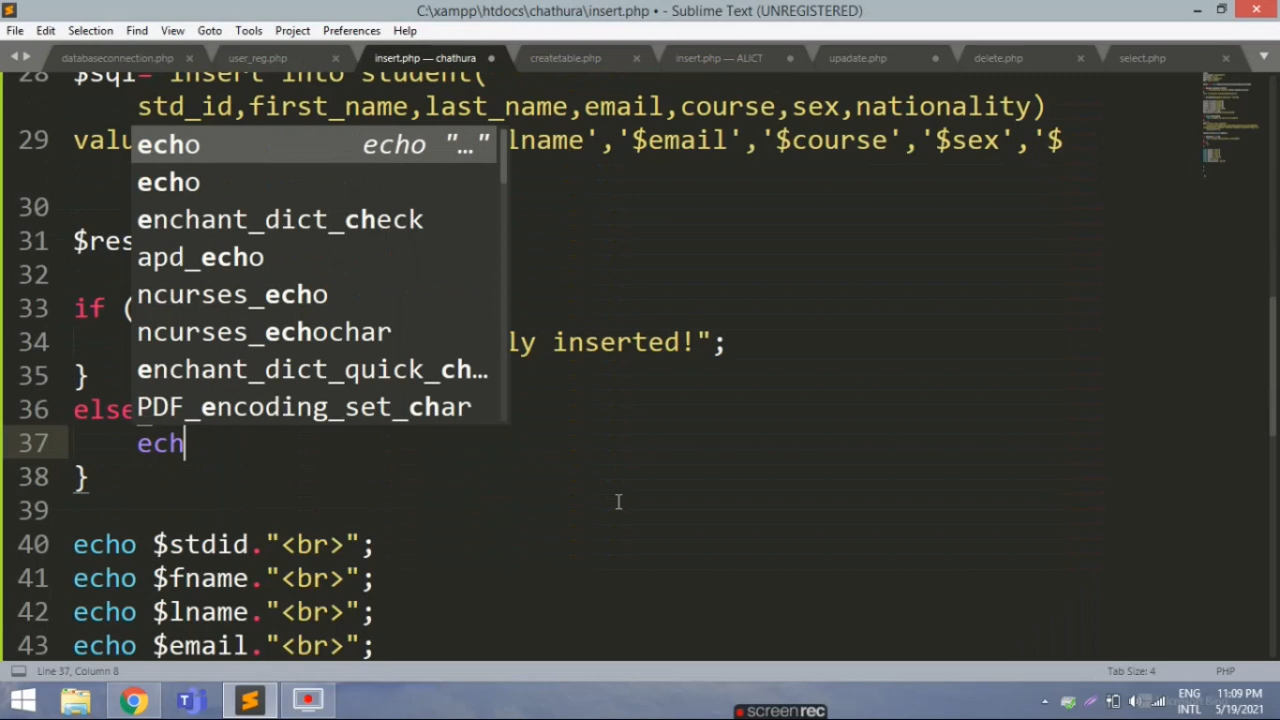 C:\xampp\htdocs\chathura\insert.php • - Sublime Text (UNREGISTERED)
File Edit Selection Find View Goto Tools Project Preferences Help
databaseconnection.php user_reg.php insert.php — chathura createtable.php insert.php — ALICT upadate.php delete.php select.php
28 $sql="insert into student(
std_id,first_name,last_name,email,course,sex,nationality)
29 valu lname','$email','$course','$sex','$
30
31 $res
32
33 if (
34 ly inserted!";
35 }
36 else
37 ech
38 }
39
40 echo $stdid."<br>";
41 echo $fname."<br>";
42 echo $lname."<br>";
43 echo $email."<br>";
echo echo "…"
echo
enchant_dict_check
apd_echo
ncurses_echo
ncurses_echochar
enchant_dict_quick_ch…
PDF_encoding_set_char
Line 37, Column 8 Tab Size: 4 PHP
ENG 11:09 PM
INTL 5/19/2021
screenrec